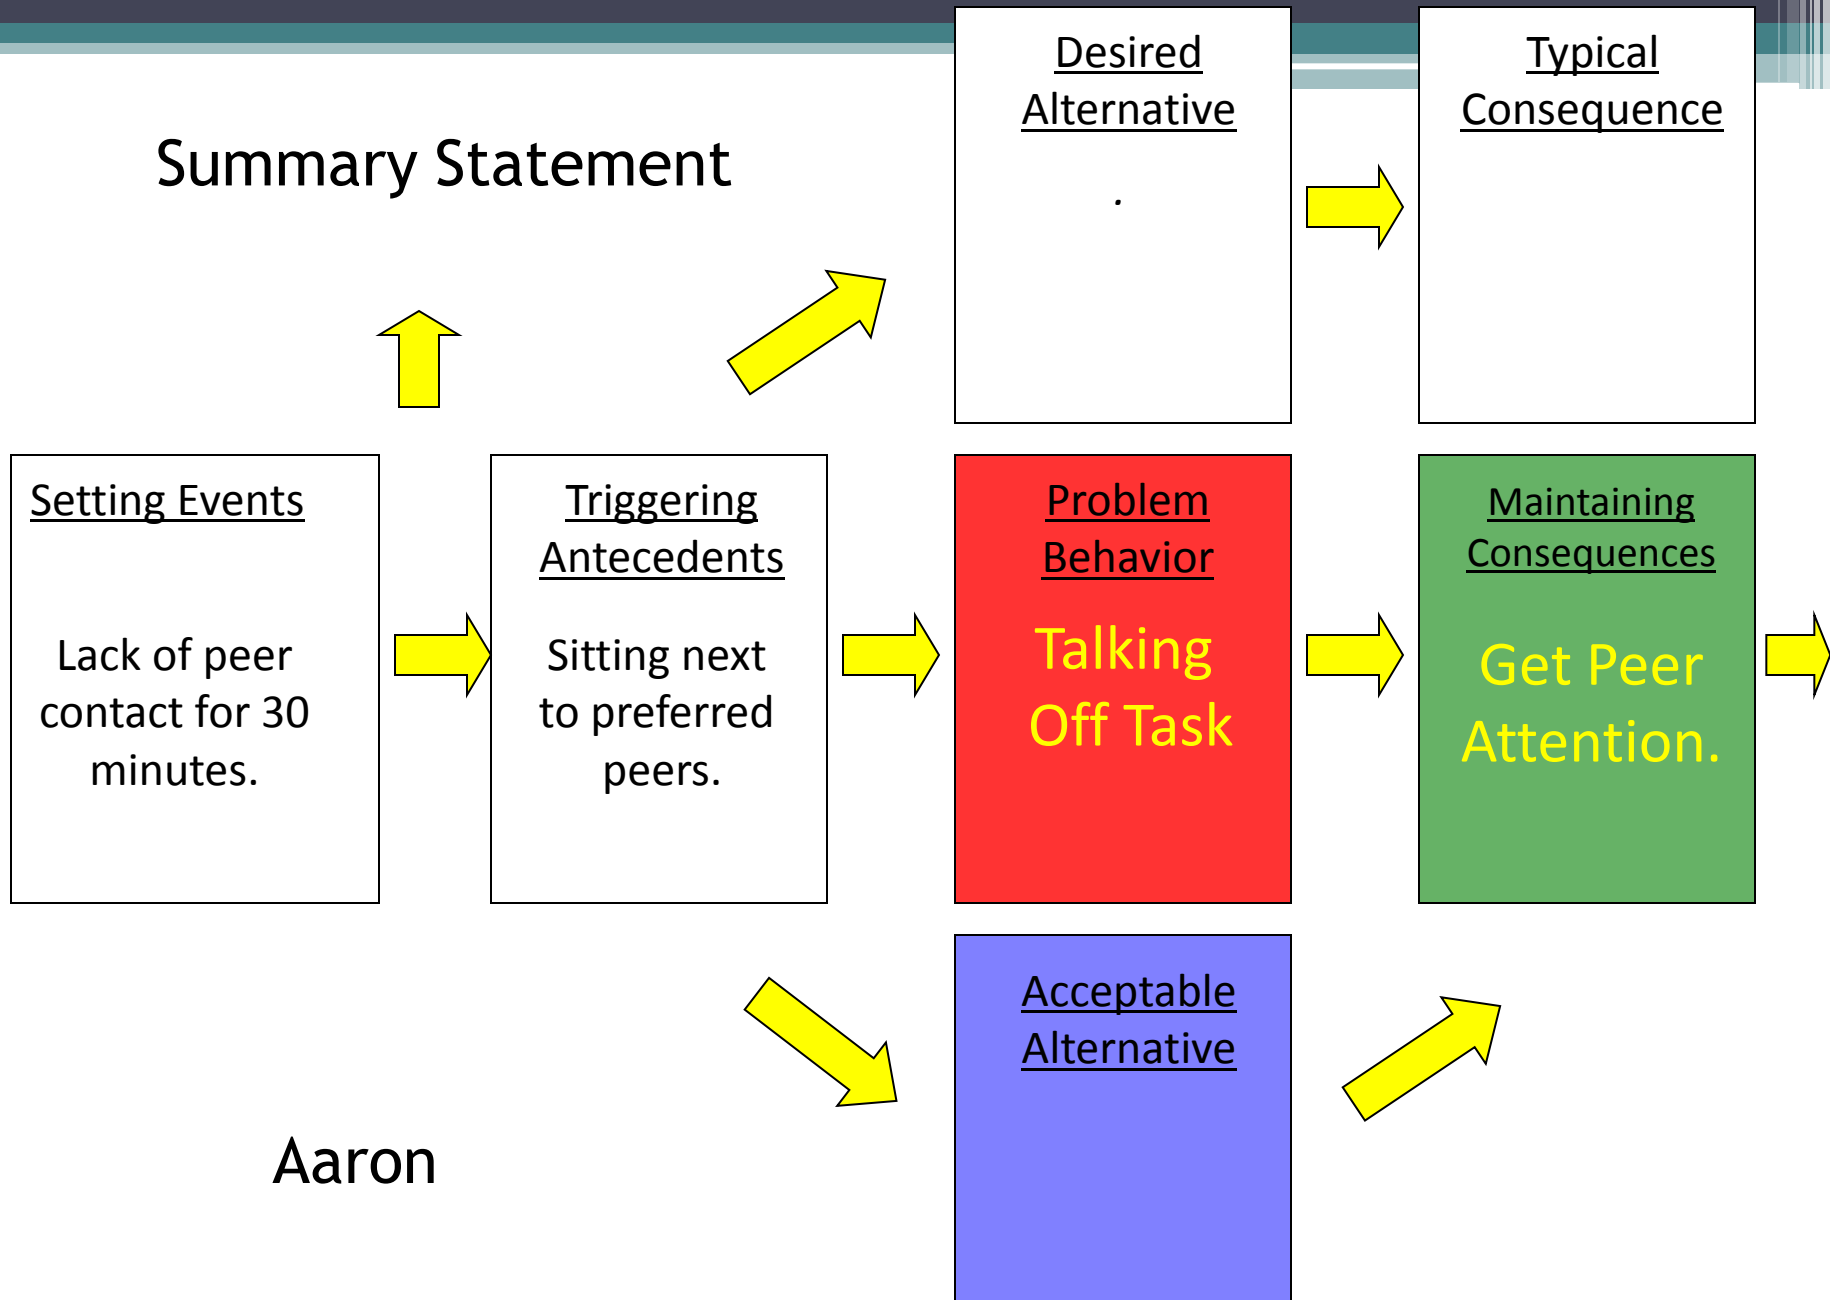 Summary Statement
Desired
Alternative
.
Typical
Consequence
Setting Events
Lack of peer
contact for 30
minutes.
Triggering
Antecedents
Sitting next
to preferred
peers.
Problem
Behavior
Talking
Off Task
Maintaining
Consequences
Get Peer
Attention.
Acceptable
Alternative
Aaron